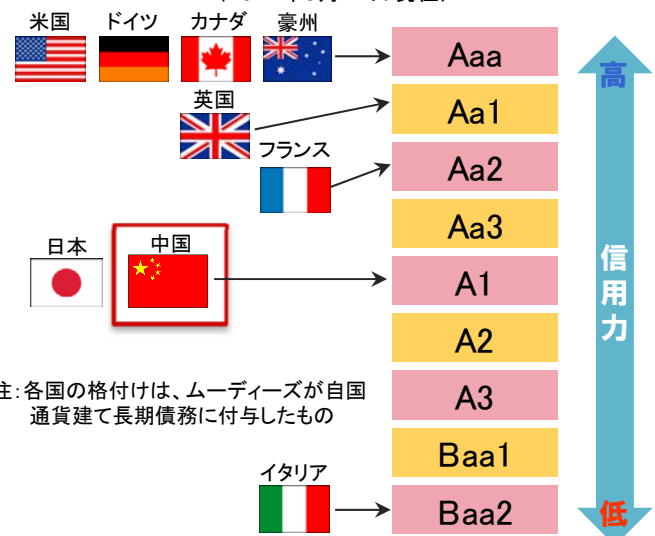 米国 ドイツ カナダ 豪州
Aaa
高
英国
Aa1
フランス
Aa2
Aa3
日本 中国
A1
信用力
A2
注:各国の格付けは、ムーディーズが自国
通貨建て長期債務に付与したもの
A3
Baa1
イタリア
Baa2
低